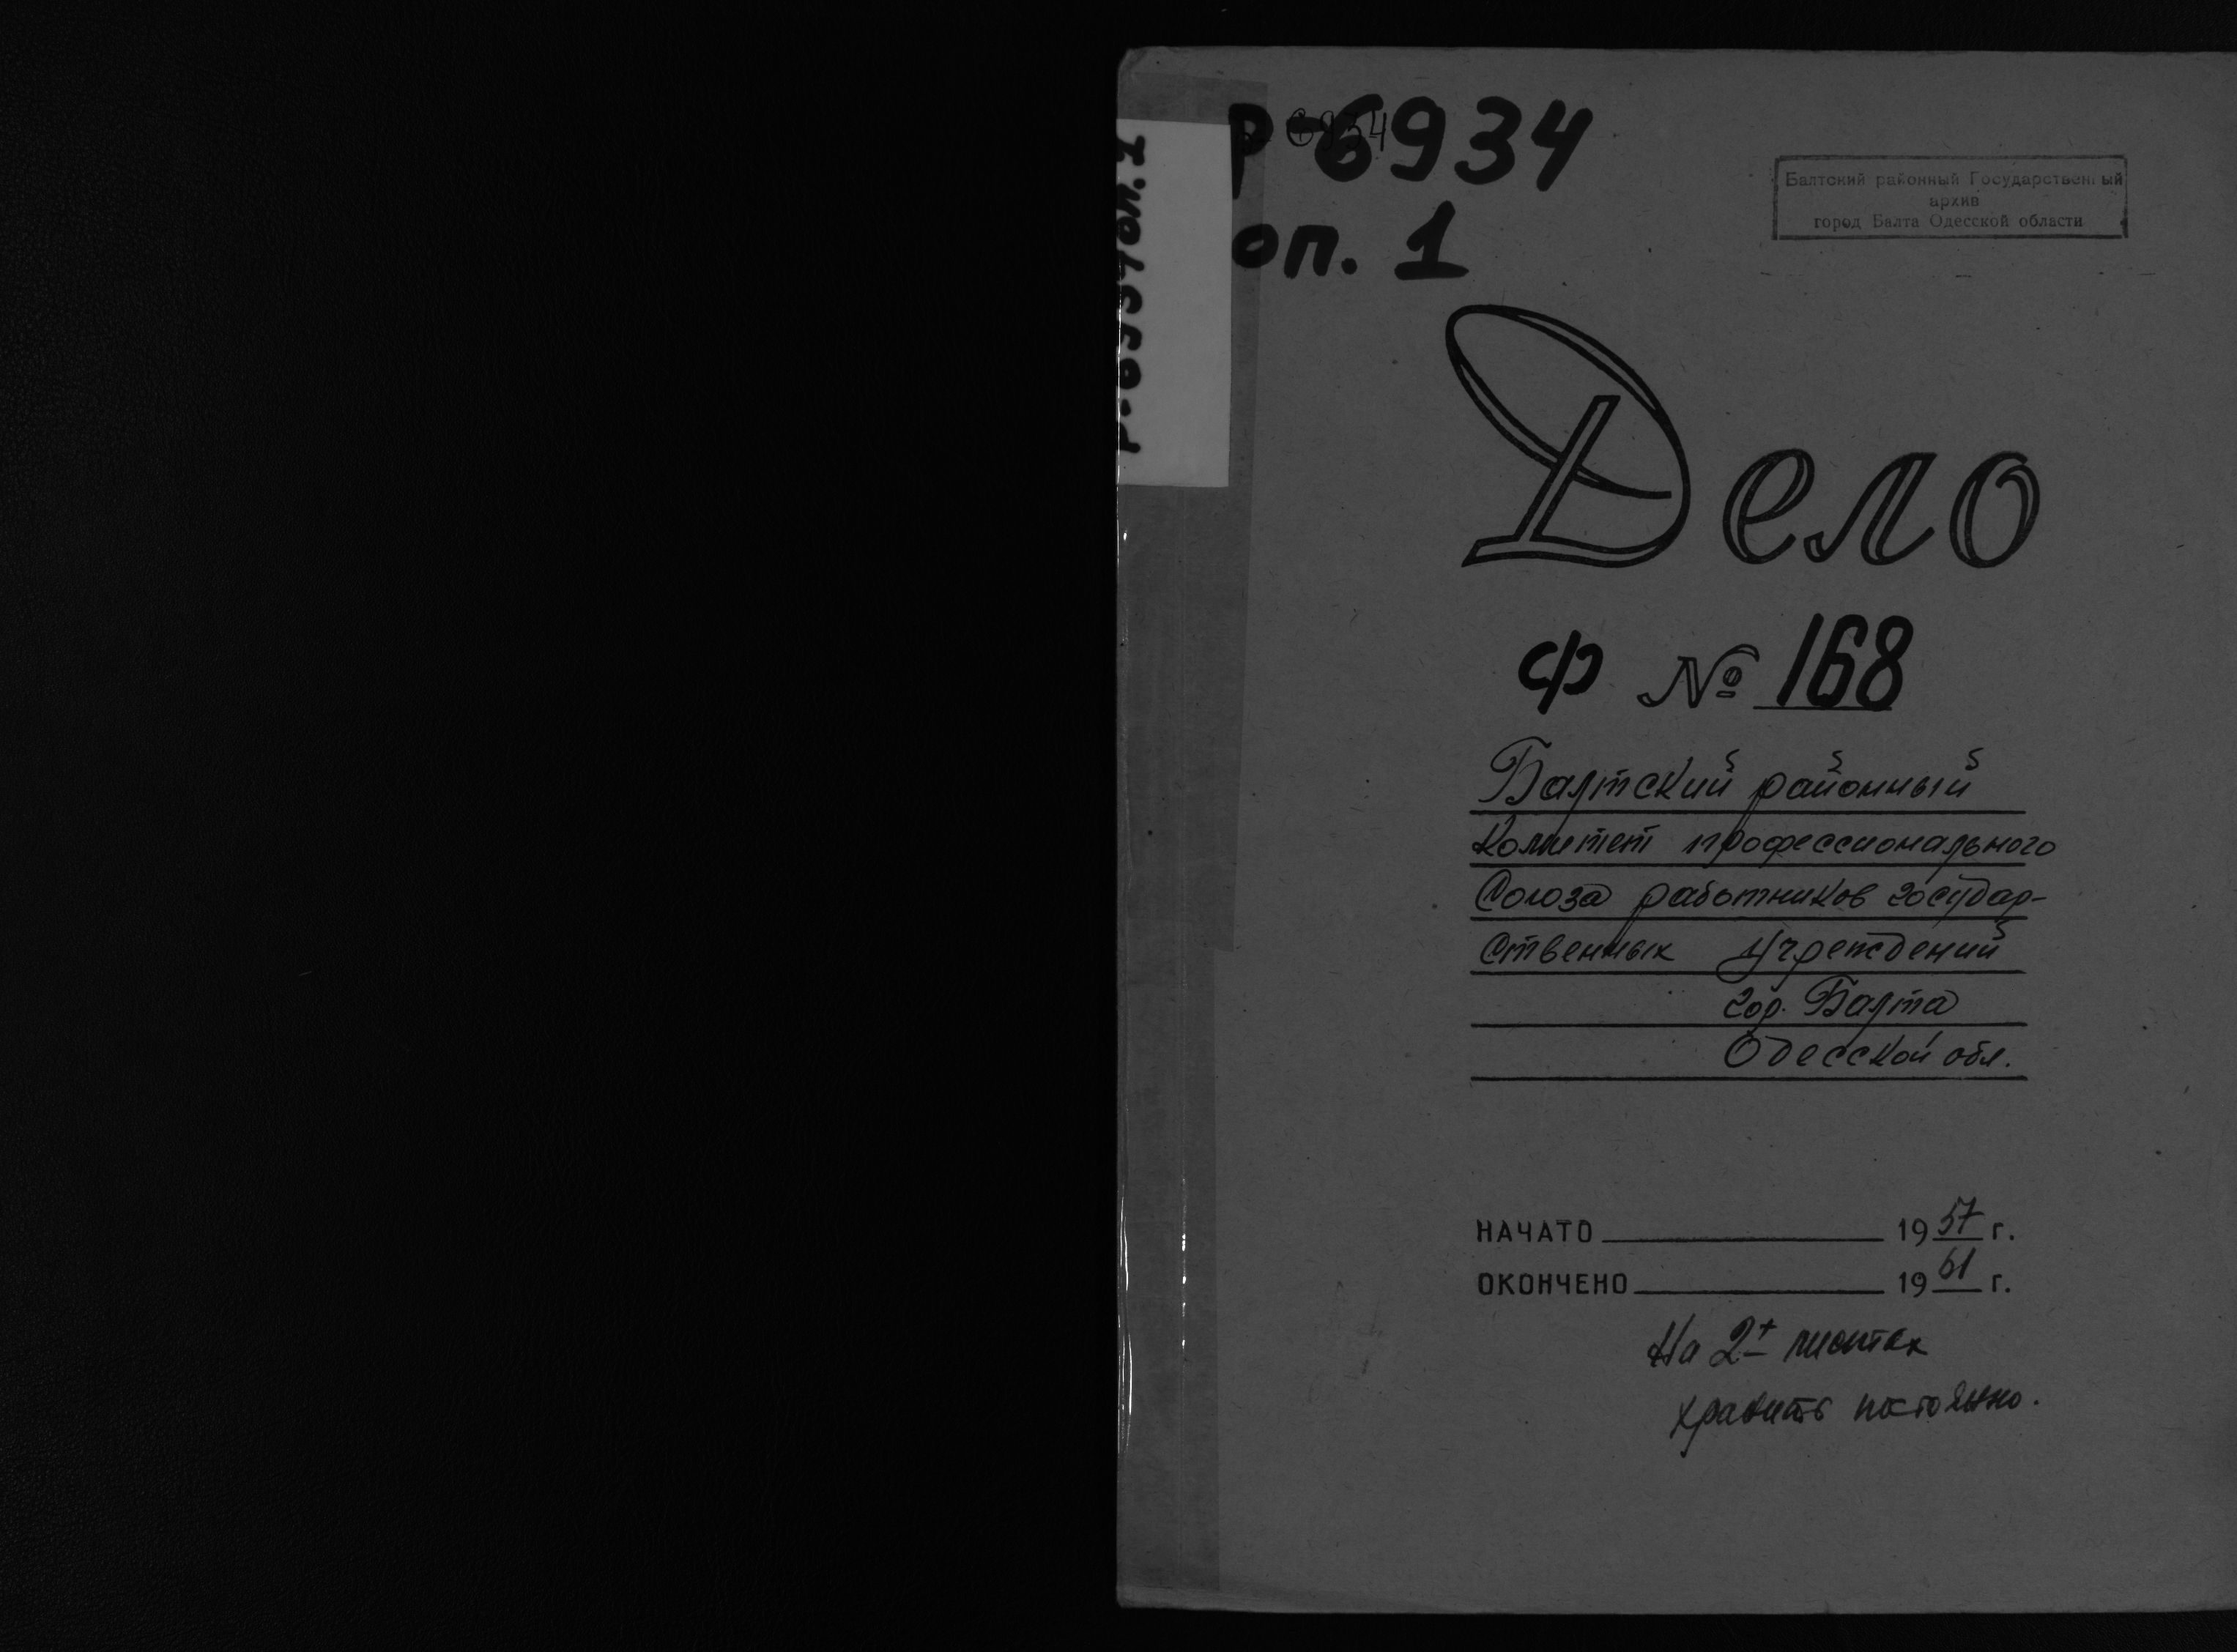 Р-6934
оп. 1
Балтский районный Государственный
архив
город Балта Одесской области
Дело
Ф № 168
Балтский районный
Комитет профессионального
Союза работников государ-
ственных учреждений
гор. Балта
Одесской обл.
НАЧАТО 1957 г.
ОКОНЧЕНО 1961 г.
На 2х листах
хранить постоянно.